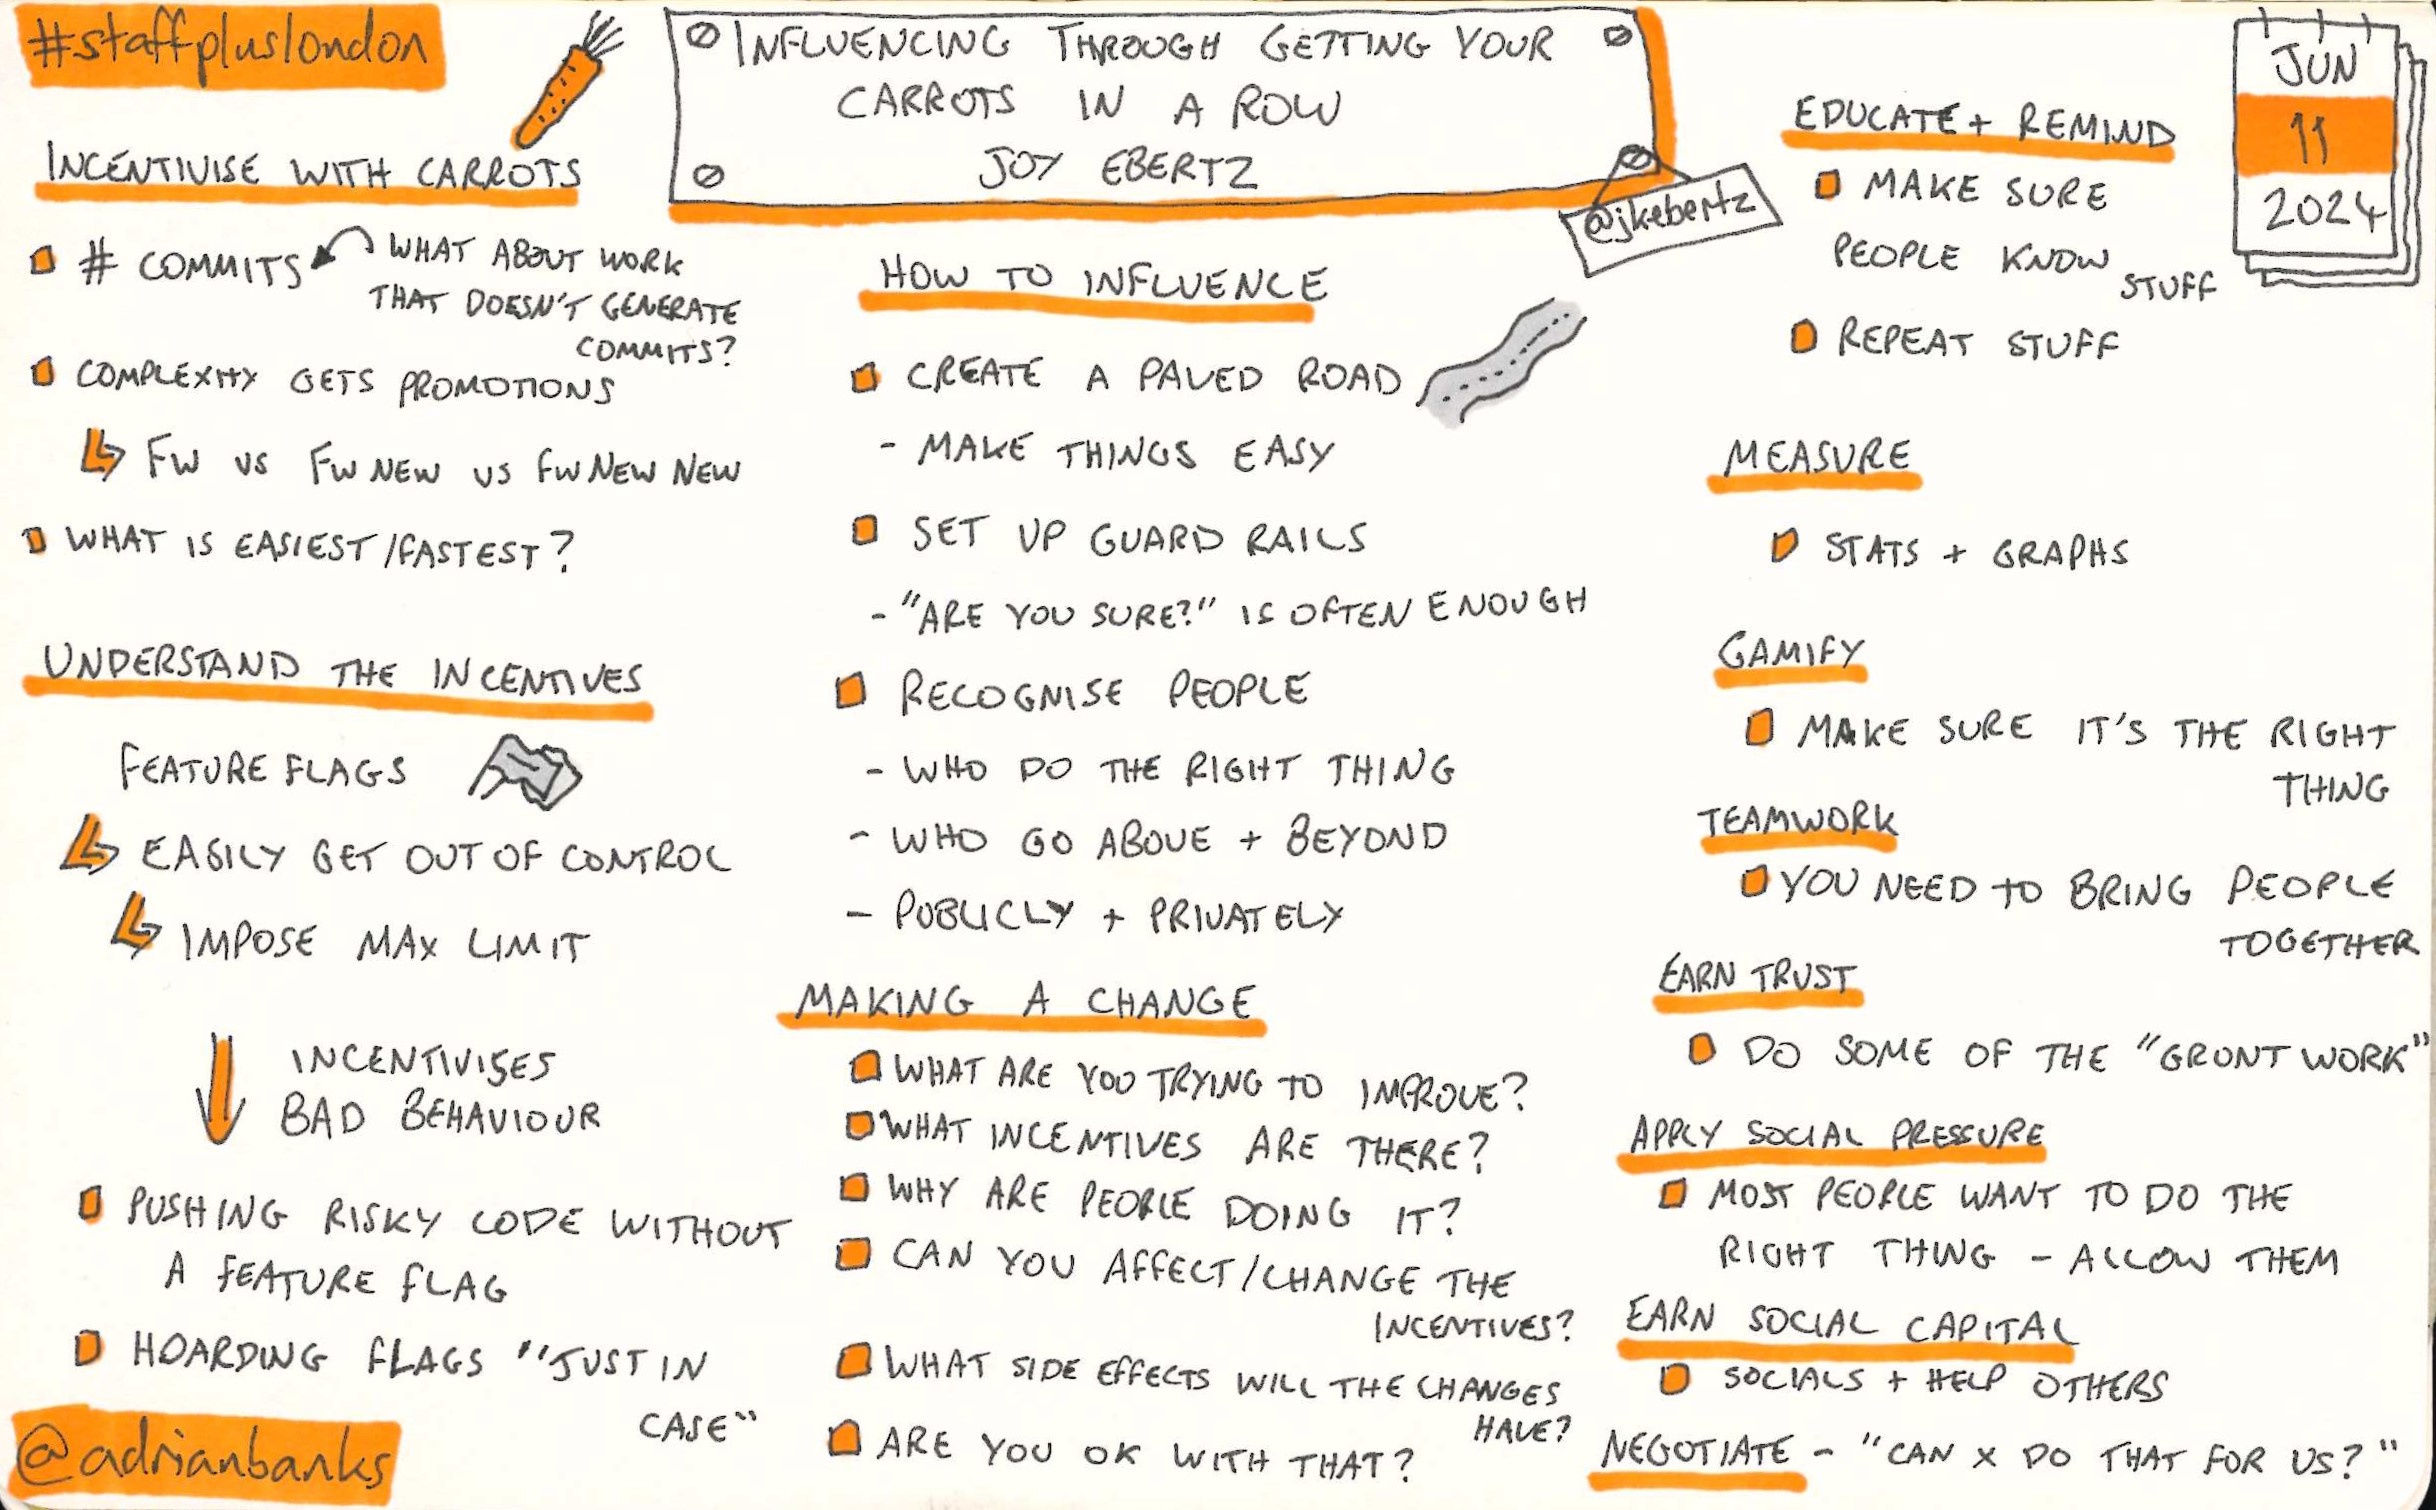 #staffpluslondon
INFLUENCING THROUGH GETTING YOUR
CARROTS IN A ROW
JOY EBERTZ
@jkebertz
JUN
11
2024
INCENTIVISE WITH CARROTS
# COMMITS
WHAT ABOUT WORK
THAT DOESN'T GENERATE
COMMITS?
COMPLEXITY GETS PROMOTIONS
FW VS FW NEW VS FW NEW NEW
WHAT IS EASIEST/FASTEST?
UNDERSTAND THE INCENTIVES
FEATURE FLAGS
EASILY GET OUT OF CONTROL
IMPOSE MAX LIMIT
INCENTIVISES
BAD BEHAVIOUR
PUSHING RISKY CODE WITHOUT
A FEATURE FLAG
HOARDING FLAGS "JUST IN
CASE"
@adrianbanks
HOW TO INFLUENCE
CREATE A PAVED ROAD
- MAKE THINGS EASY
SET UP GUARD RAILS
- "ARE YOU SURE?" IS OFTEN ENOUGH
RECOGNISE PEOPLE
- WHO DO THE RIGHT THING
- WHO GO ABOVE + BEYOND
- PUBLICLY + PRIVATELY
MAKING A CHANGE
WHAT ARE YOU TRYING TO IMPROVE?
WHAT INCENTIVES ARE THERE?
WHY ARE PEOPLE DOING IT?
CAN YOU AFFECT/CHANGE THE
INCENTIVES?
WHAT SIDE EFFECTS WILL THE CHANGES
HAVE?
ARE YOU OK WITH THAT?
EDUCATE + REMIND
MAKE SURE
PEOPLE KNOW
STUFF
REPEAT STUFF
MEASURE
STATS + GRAPHS
GAMIFY
MAKE SURE IT'S THE RIGHT
THING
TEAMWORK
YOU NEED TO BRING PEOPLE
TOGETHER
EARN TRUST
DO SOME OF THE "GRUNT WORK"
APPLY SOCIAL PRESSURE
MOST PEOPLE WANT TO DO THE
RIGHT THING - ALLOW THEM
EARN SOCIAL CAPITAL
SOCIALS + HELP OTHERS
NEGOTIATE - "CAN X DO THAT FOR US?"